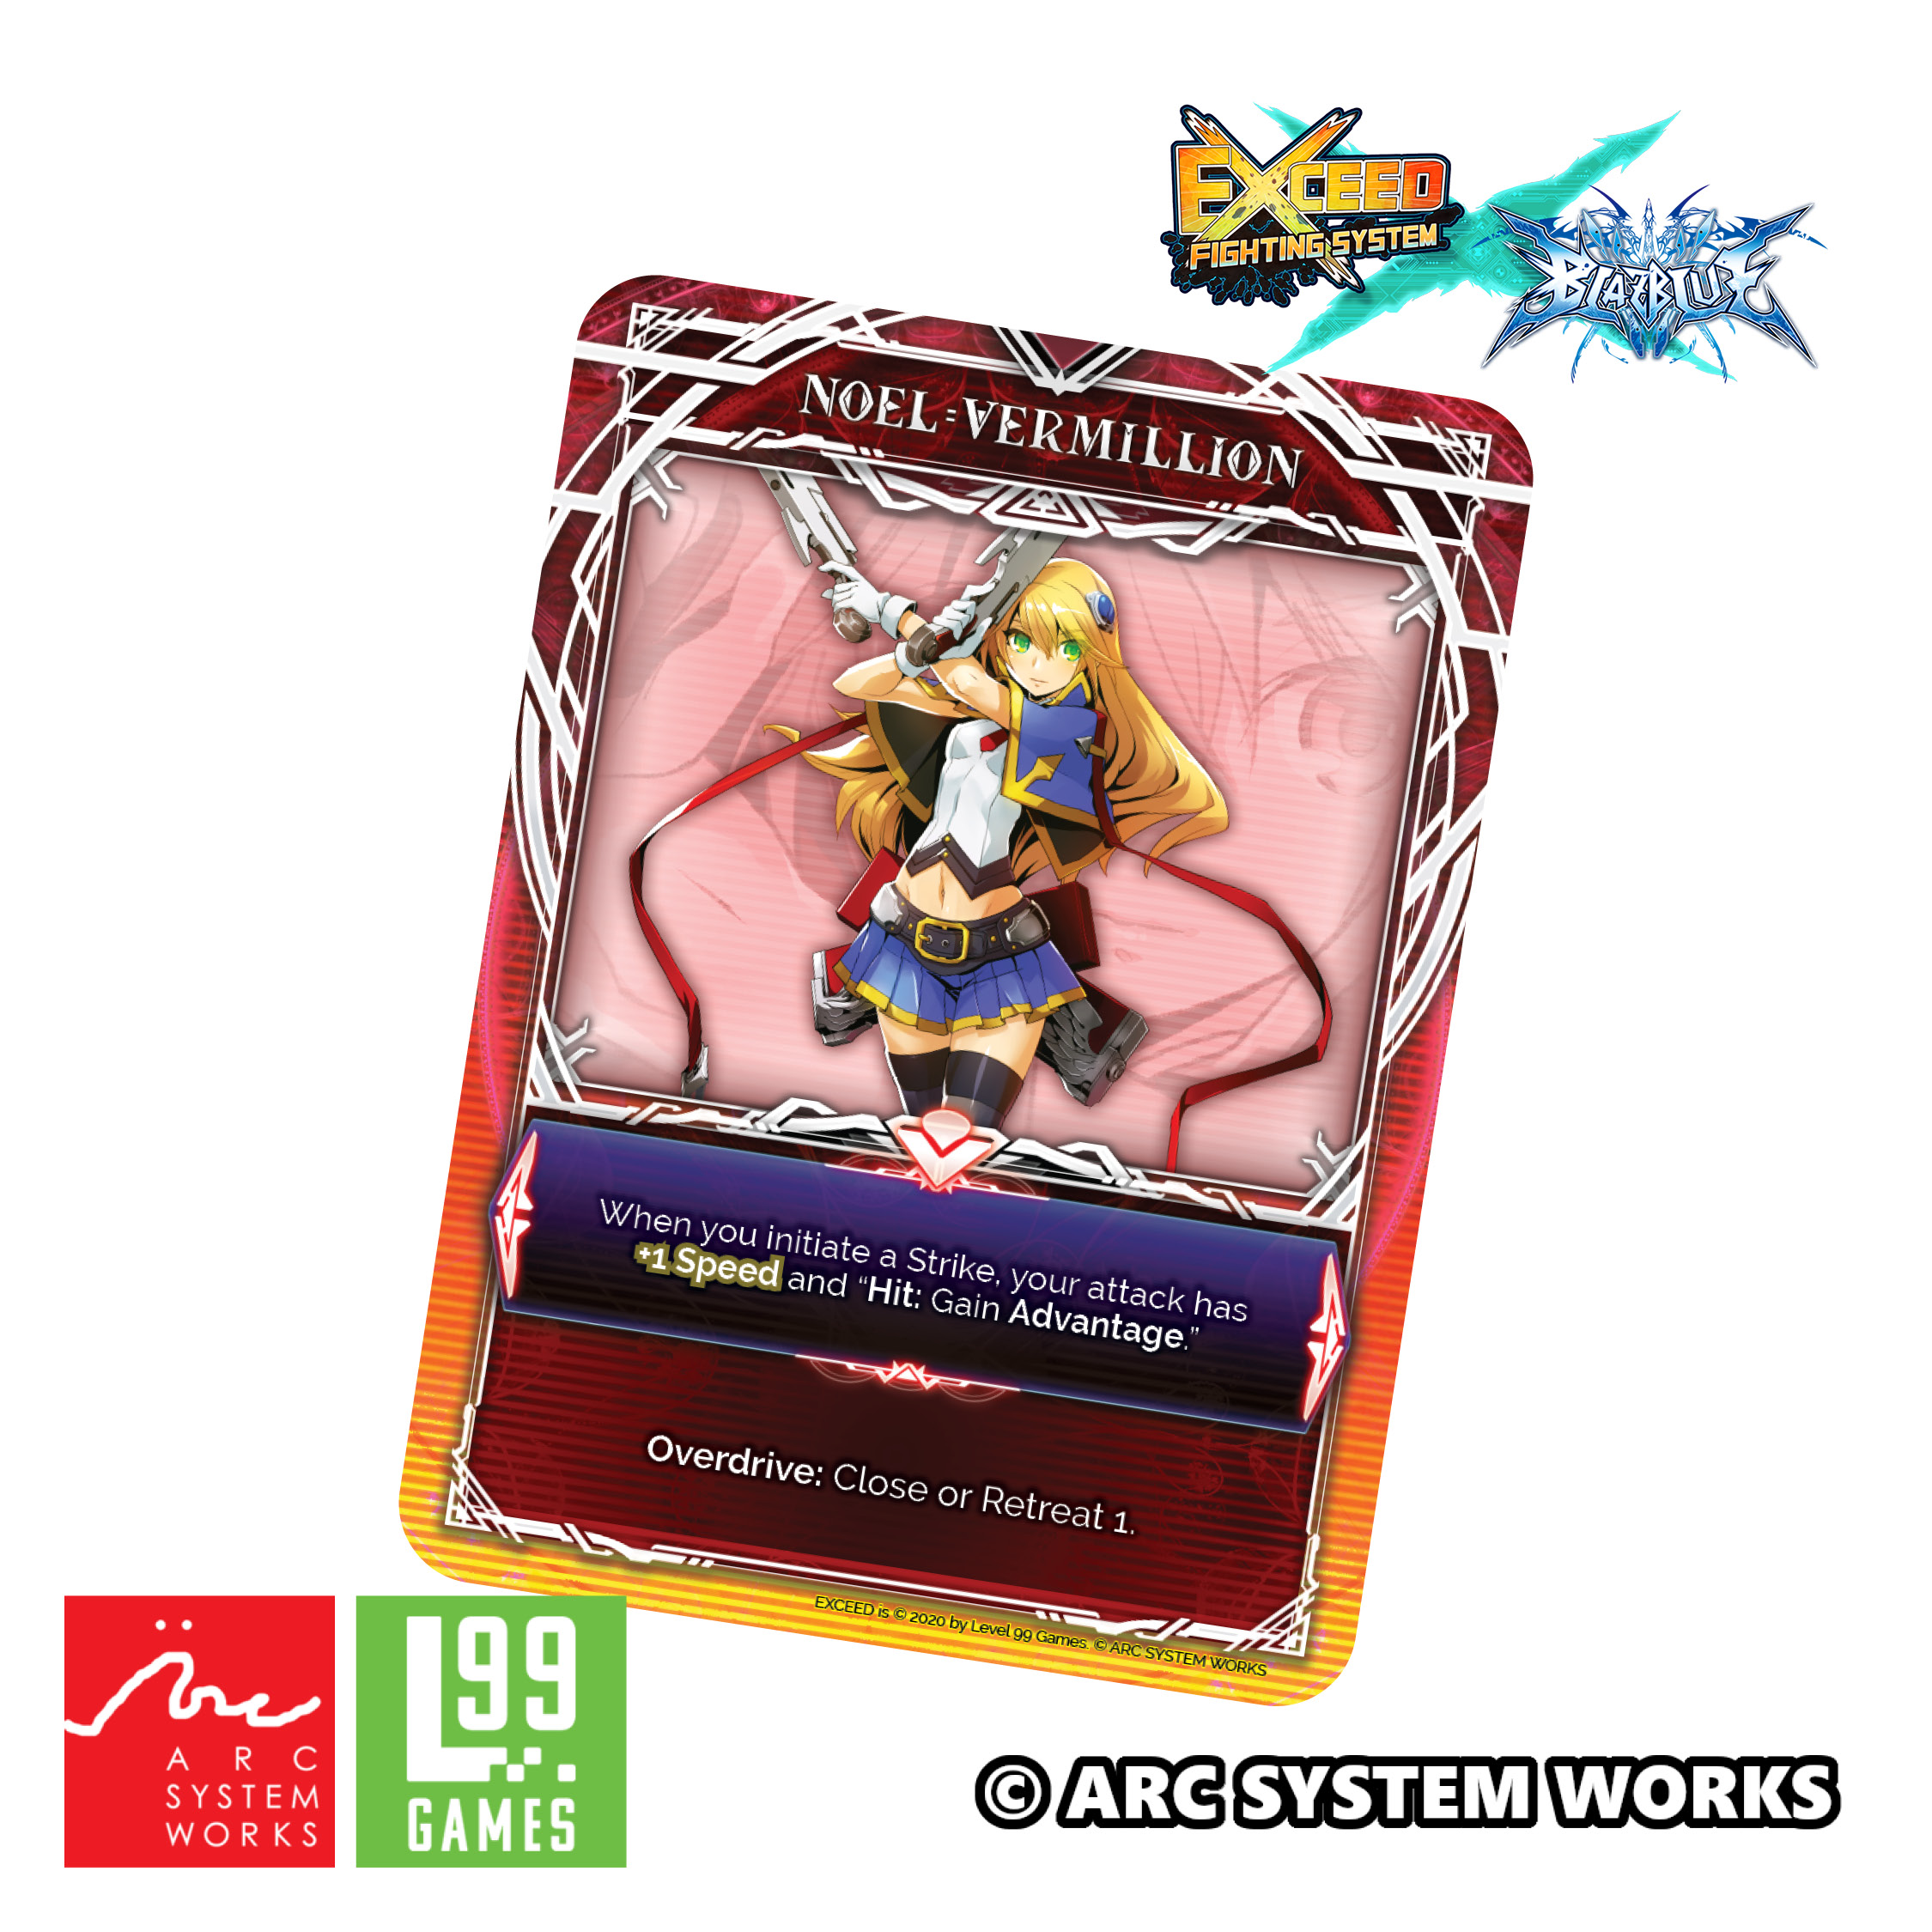 EXCEED
FIGHTING SYSTEM
BLAZBLUE
NOEL=VERMILLION
When you initiate a Strike, your attack has
+1 Speed and “Hit: Gain Advantage.”
Overdrive: Close or Retreat 1.
EXCEED is © 2020 by Level 99 Games. © ARC SYSTEM WORKS
Arc
ARC
SYSTEM
WORKS
L99
GAMES
© ARC SYSTEM WORKS